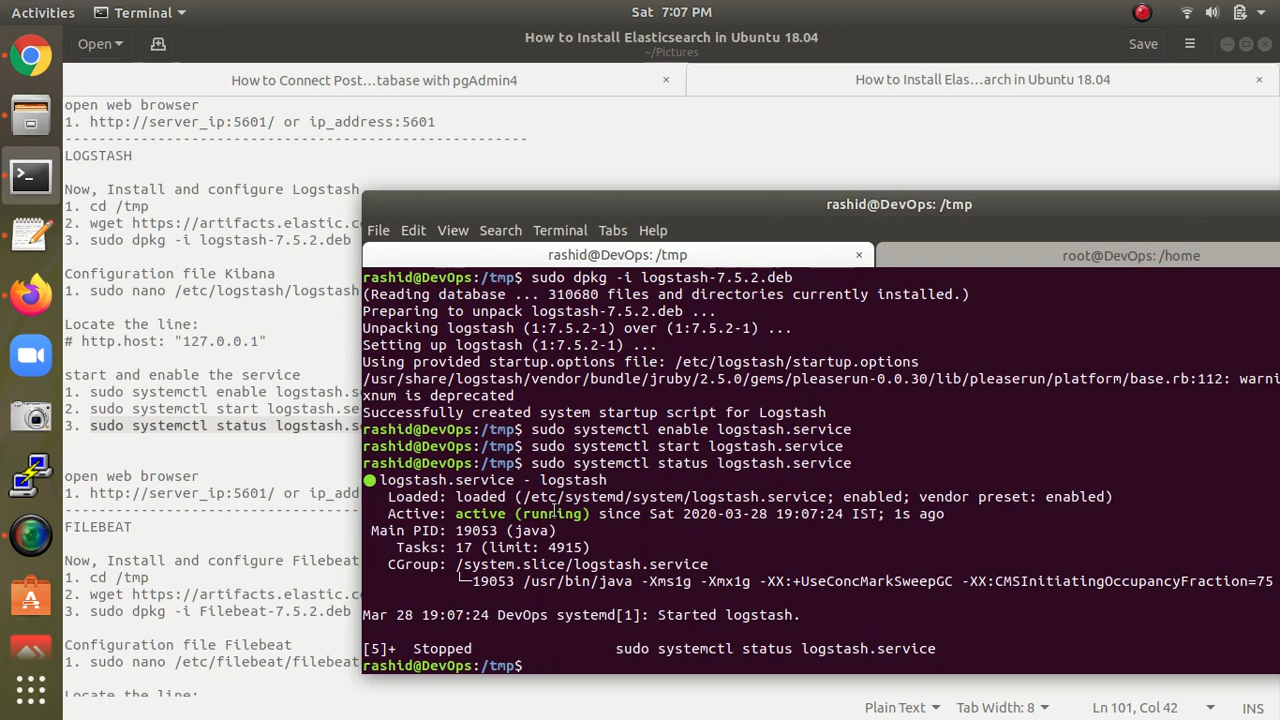 Activities
Terminal
Sat 7:07 PM
Open
How to Install Elasticsearch in Ubuntu 18.04
~/Pictures
Save
How to Connect Post…tabase with pgAdmin4 ×
How to Install Elas…arch in Ubuntu 18.04 ×
open web browser
1. http://server_ip:5601/ or ip_address:5601
-------------------------------------------------------
LOGSTASH
Now, Install and configure Logstash
1. cd /tmp
2. wget https://artifacts.elastic.co
3. sudo dpkg -i logstash-7.5.2.deb
Configuration file Kibana
1. sudo nano /etc/logstash/logstash
Locate the line:
# http.host: "127.0.0.1"
start and enable the service
1. sudo systemctl enable logstash.se
2. sudo systemctl start logstash.se
3. sudo systemctl status logstash.s
open web browser
1. http://server_ip:5601/ or ip_addr
FILEBEAT
Now, Install and configure Filebeat
1. cd /tmp
2. wget https://artifacts.elastic.co
3. sudo dpkg -i Filebeat-7.5.2.deb
Configuration file Filebeat
1. sudo nano /etc/filebeat/filebeat
Locate the line:
rashid@DevOps: /tmp
File Edit View Search Terminal Tabs Help
rashid@DevOps: /tmp ×
root@DevOps: /home
rashid@DevOps:/tmp$ sudo dpkg -i logstash-7.5.2.deb
(Reading database ... 310680 files and directories currently installed.)
Preparing to unpack logstash-7.5.2.deb ...
Unpacking logstash (1:7.5.2-1) over (1:7.5.2-1) ...
Setting up logstash (1:7.5.2-1) ...
Using provided startup.options file: /etc/logstash/startup.options
/usr/share/logstash/vendor/bundle/jruby/2.5.0/gems/pleaserun-0.0.30/lib/pleaserun/platform/base.rb:112: warni
xnum is deprecated
Successfully created system startup script for Logstash
rashid@DevOps:/tmp$ sudo systemctl enable logstash.service
rashid@DevOps:/tmp$ sudo systemctl start logstash.service
rashid@DevOps:/tmp$ sudo systemctl status logstash.service
● logstash.service - logstash
Loaded: loaded (/etc/systemd/system/logstash.service; enabled; vendor preset: enabled)
Active: active (running) since Sat 2020-03-28 19:07:24 IST; 1s ago
Main PID: 19053 (java)
Tasks: 17 (limit: 4915)
CGroup: /system.slice/logstash.service
└─19053 /usr/bin/java -Xms1g -Xmx1g -XX:+UseConcMarkSweepGC -XX:CMSInitiatingOccupancyFraction=75
Mar 28 19:07:24 DevOps systemd[1]: Started logstash.
[5]+ Stopped sudo systemctl status logstash.service
rashid@DevOps:/tmp$
Plain Text
Tab Width: 8
Ln 101, Col 42
INS